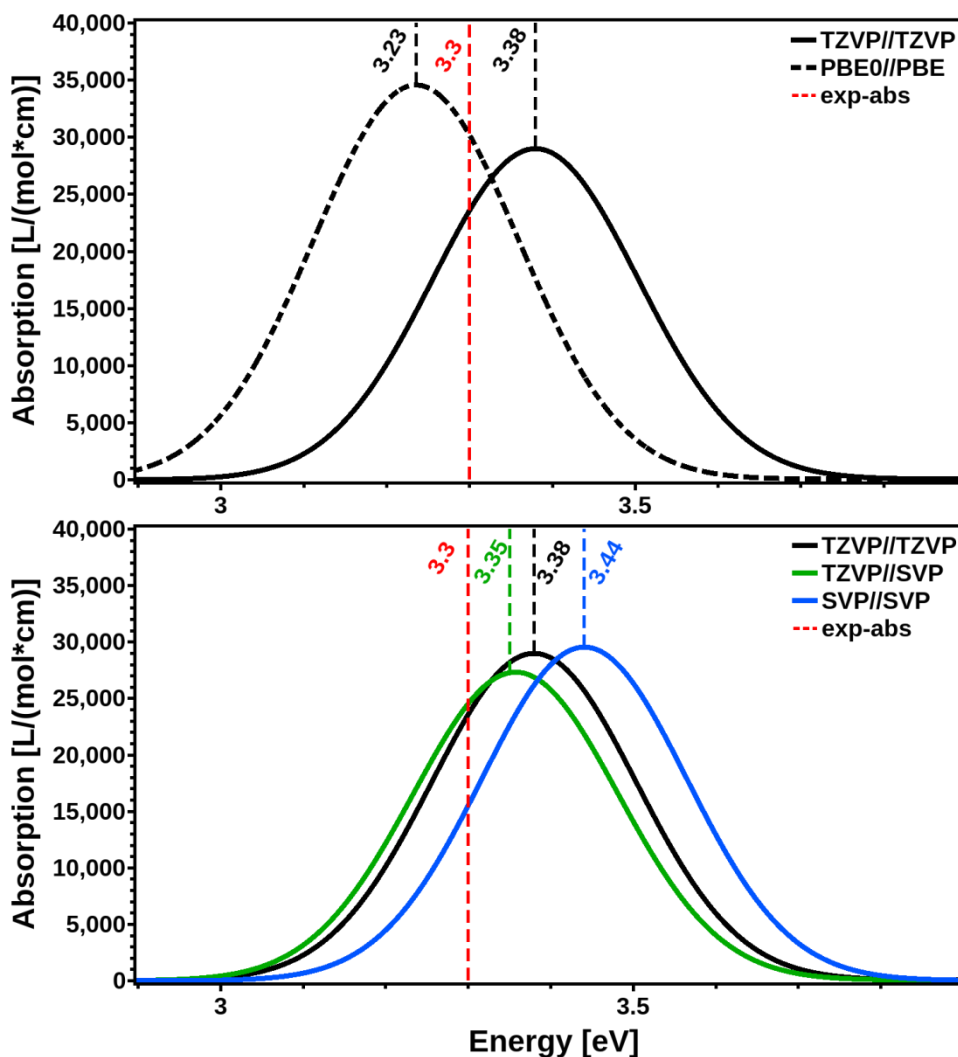 Absorption [L/(mol*cm)]
40,000
35,000
30,000
25,000
20,000
15,000
10,000
5,000
0
3.23
3.3
3.38
TZVP//TZVP
PBE0//PBE
exp-abs
3
3.5
Absorption [L/(mol*cm)]
40,000
35,000
30,000
25,000
20,000
15,000
10,000
5,000
0
3.3
3.35
3.38
3.44
TZVP//TZVP
TZVP//SVP
SVP//SVP
exp-abs
3
3.5
Energy [eV]